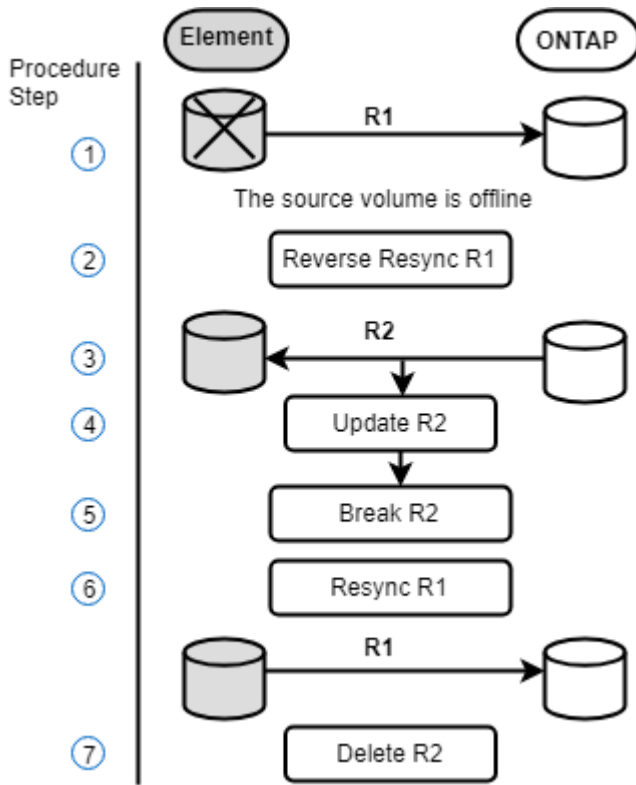 Element
ONTAP
Procedure
Step
R1
1
The source volume is offline
2
Reverse Resync R1
R2
3
4
Update R2
5
Break R2
6
Resync R1
R1
7
Delete R2